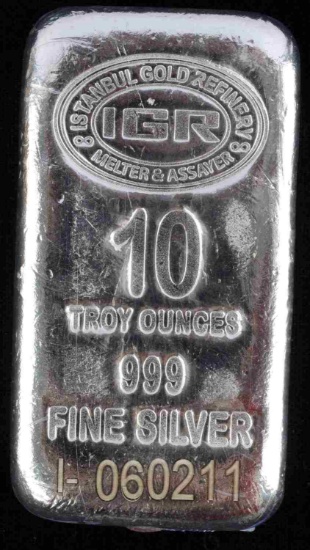 ISTANBUL GOLD REFINERY
IGR
MELTER & ASSAYER
10
TROY OUNCES
999
FINE SILVER
I- 060211